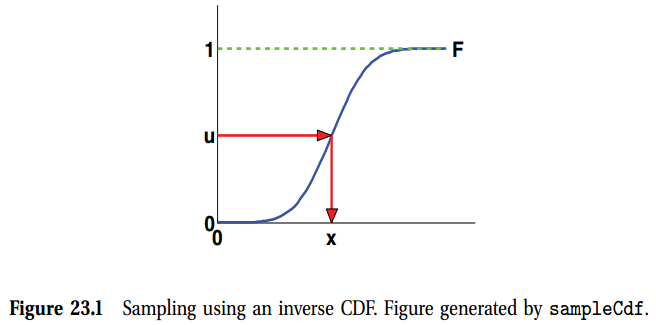 1
F
u
0
0
x
Figure 23.1 Sampling using an inverse CDF. Figure generated by sampleCdf.